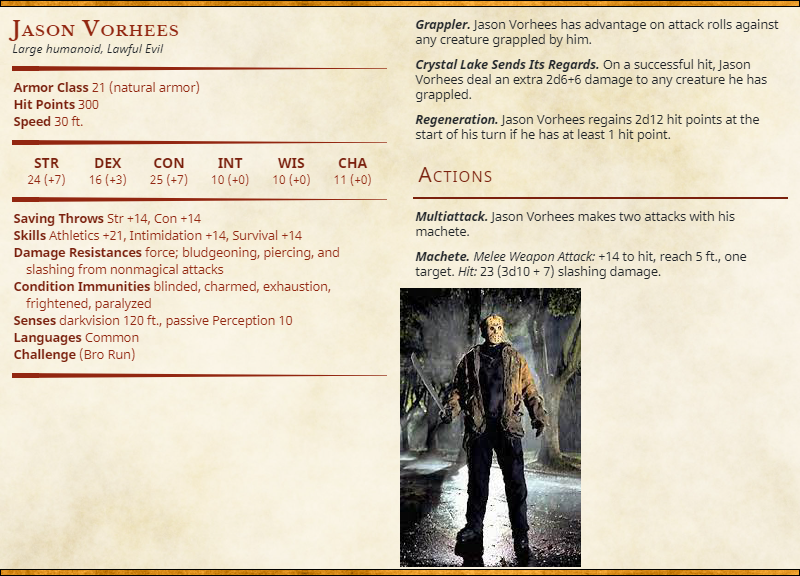 Jason Vorhees
Large humanoid, Lawful Evil
Armor Class 21 (natural armor)
Hit Points 300
Speed 30 ft.
STR DEX CON INT WIS CHA
24 (+7) 16 (+3) 25 (+7) 10 (+0) 10 (+0) 11 (+0)
Saving Throws Str +14, Con +14
Skills Athletics +21, Intimidation +14, Survival +14
Damage Resistances force; bludgeoning, piercing, and
slashing from nonmagical attacks
Condition Immunities blinded, charmed, exhaustion,
frightened, paralyzed
Senses darkvision 120 ft., passive Perception 10
Languages Common
Challenge (Bro Run)
Grappler. Jason Vorhees has advantage on attack rolls against
any creature grappled by him.
Crystal Lake Sends Its Regards. On a successful hit, Jason
Vorhees deal an extra 2d6+6 damage to any creature he has
grappled.
Regeneration. Jason Vorhees regains 2d12 hit points at the
start of his turn if he has at least 1 hit point.
Actions
Multiattack. Jason Vorhees makes two attacks with his
machete.
Machete. Melee Weapon Attack: +14 to hit, reach 5 ft., one
target. Hit: 23 (3d10 + 7) slashing damage.